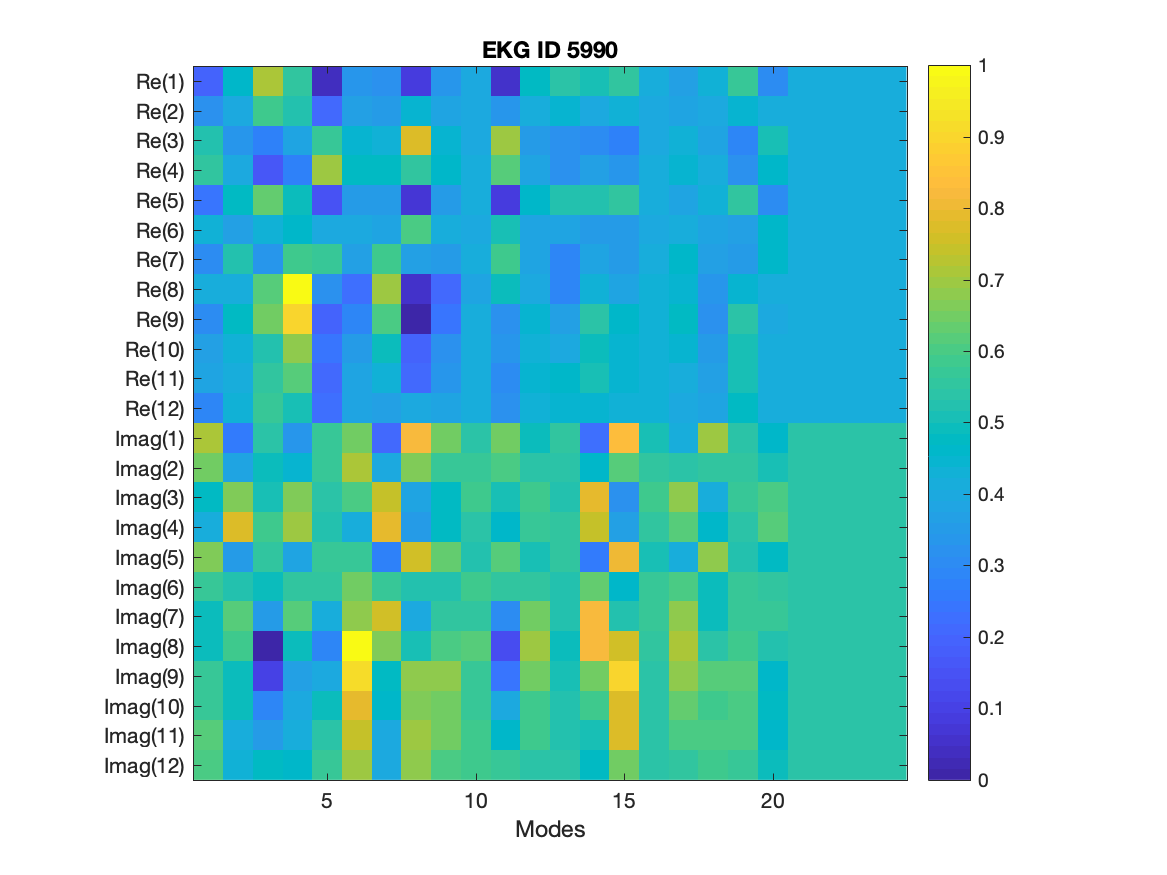 EKG ID 5990
Re(1)
Re(2)
Re(3)
Re(4)
Re(5)
Re(6)
Re(7)
Re(8)
Re(9)
Re(10)
Re(11)
Re(12)
Imag(1)
Imag(2)
Imag(3)
Imag(4)
Imag(5)
Imag(6)
Imag(7)
Imag(8)
Imag(9)
Imag(10)
Imag(11)
Imag(12)
5 10 15 20
Modes
1
0.9
0.8
0.7
0.6
0.5
0.4
0.3
0.2
0.1
0